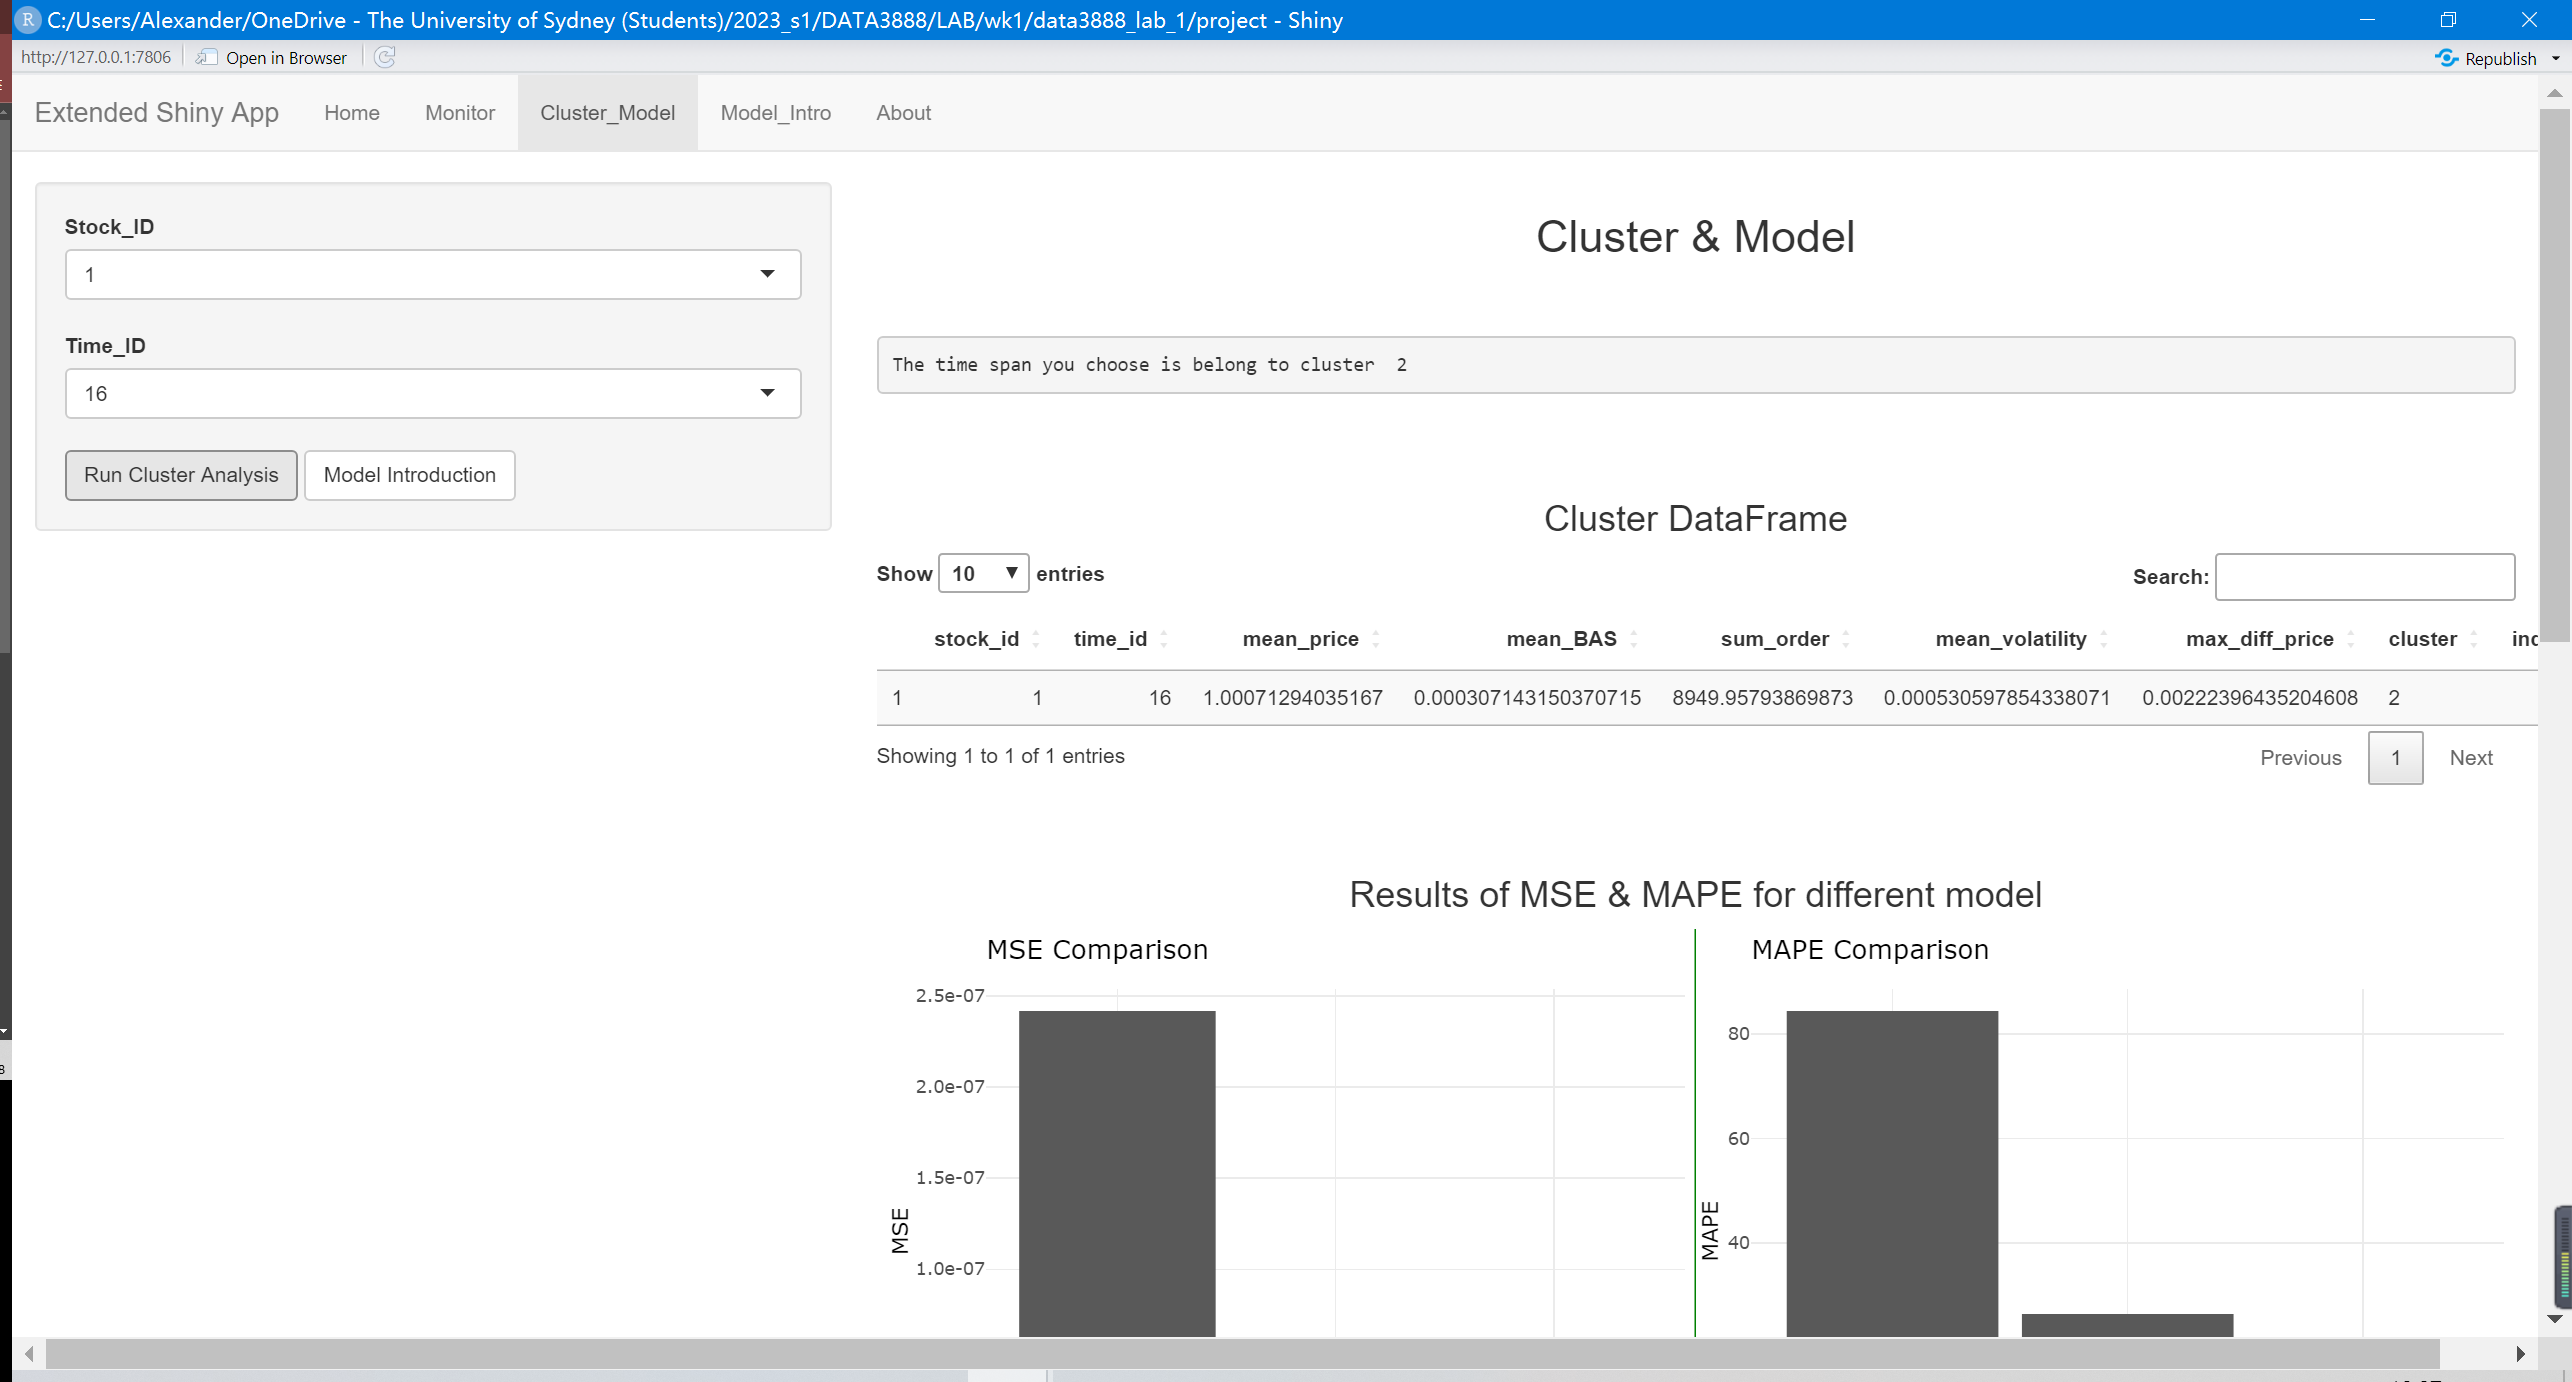 R C:/Users/Alexander/OneDrive - The University of Sydney (Students)/2023_s1/DATA3888/LAB/wk1/data3888_lab_1/project - Shiny
http://127.0.0.1:7806 Open in Browser Republish
Extended Shiny App Home Monitor Cluster_Model Model_Intro About
Stock_ID
1
Time_ID
16
Run Cluster Analysis Model Introduction
Cluster & Model
The time span you choose is belong to cluster 2
Cluster DataFrame
Show 10 entries Search:
stock_id time_id mean_price mean_BAS sum_order mean_volatility max_diff_price cluster
1 1 16 1.00071294035167 0.000307143150370715 8949.95793869873 0.000530597854338071 0.00222396435204608 2
Showing 1 to 1 of 1 entries Previous 1 Next
Results of MSE & MAPE for different model
MSE Comparison
2.5e-07
2.0e-07
1.5e-07
1.0e-07
MSE
MAPE Comparison
80
60
40
MAPE
8